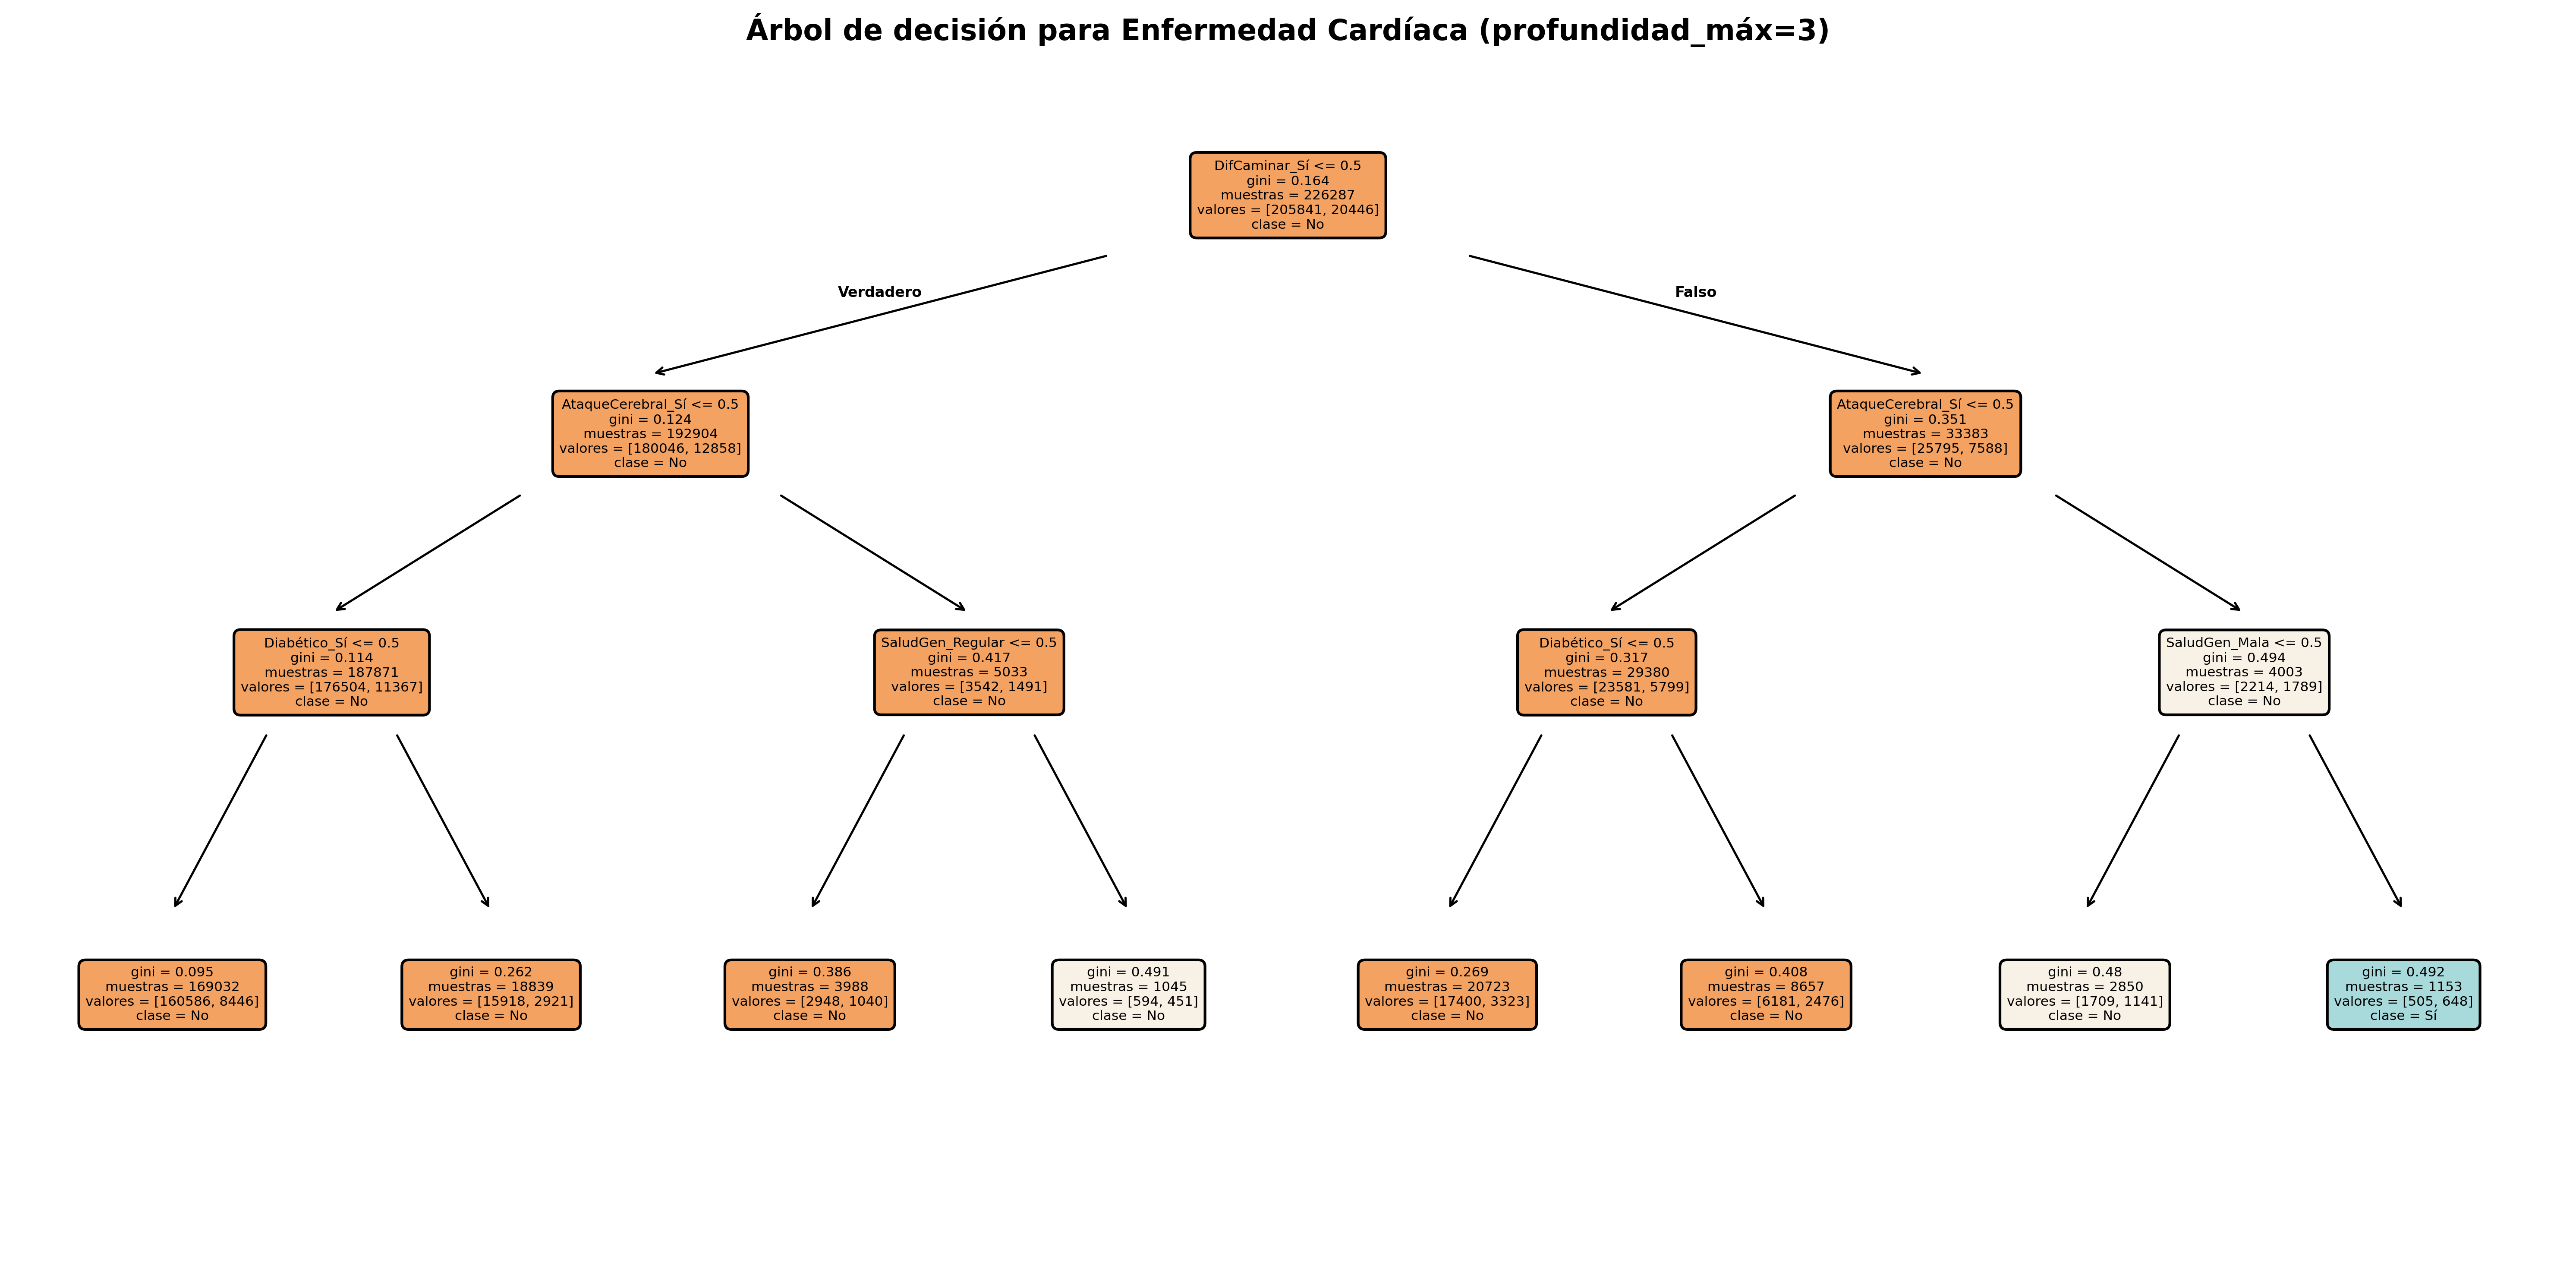 Árbol de decisión para Enfermedad Cardíaca (profundidad_máx=3)
DifCaminar_Sí <= 0.5
gini = 0.164
muestras = 226287
valores = [205841, 20446]
clase = No
Verdadero
Falso
AtaqueCerebral_Sí <= 0.5
gini = 0.124
muestras = 192904
valores = [180046, 12858]
clase = No
AtaqueCerebral_Sí <= 0.5
gini = 0.351
muestras = 33383
valores = [25795, 7588]
clase = No
Diabético_Sí <= 0.5
gini = 0.114
muestras = 187871
valores = [176504, 11367]
clase = No
SaludGen_Regular <= 0.5
gini = 0.417
muestras = 5033
valores = [3542, 1491]
clase = No
Diabético_Sí <= 0.5
gini = 0.317
muestras = 29380
valores = [23581, 5799]
clase = No
SaludGen_Mala <= 0.5
gini = 0.494
muestras = 4003
valores = [2214, 1789]
clase = No
gini = 0.095
muestras = 169032
valores = [160586, 8446]
clase = No
gini = 0.262
muestras = 18839
valores = [15918, 2921]
clase = No
gini = 0.386
muestras = 3988
valores = [2948, 1040]
clase = No
gini = 0.491
muestras = 1045
valores = [594, 451]
clase = No
gini = 0.269
muestras = 20723
valores = [17400, 3323]
clase = No
gini = 0.408
muestras = 8657
valores = [6181, 2476]
clase = No
gini = 0.48
muestras = 2850
valores = [1709, 1141]
clase = No
gini = 0.492
muestras = 1153
valores = [505, 648]
clase = Sí